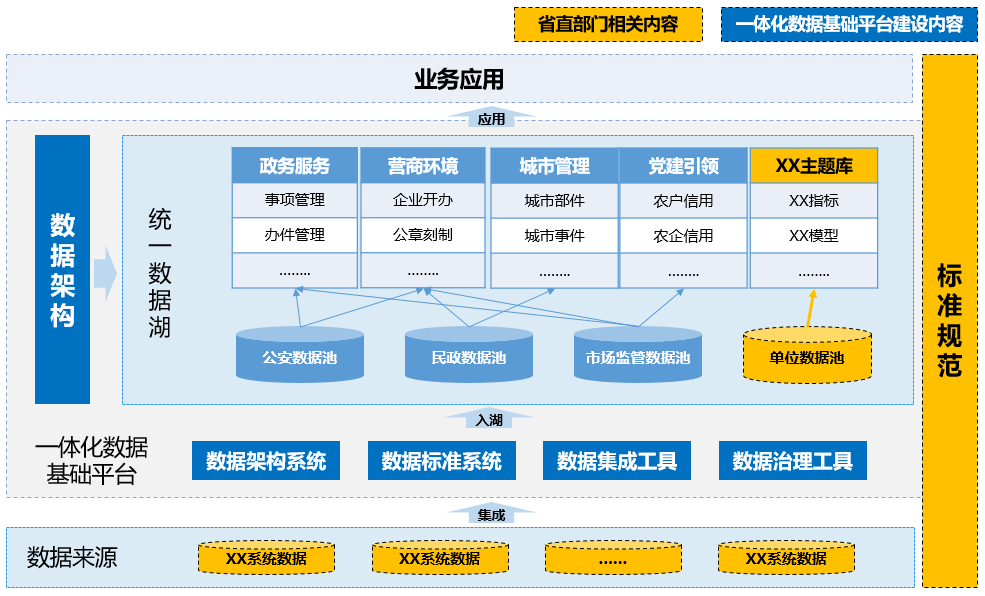 省直部门相关内容
一体化数据基础平台建设内容
业务应用
应用
数据架构
统一数据湖
政务服务
营商环境
城市管理
党建引领
XX主题库
事项管理
企业开办
城市部件
农户信用
XX指标
办件管理
公章刻制
城市事件
农企信用
XX模型
........
........
........
........
........
公安数据池
民政数据池
市场监管数据池
单位数据池
标准规范
入湖
一体化数据
基础平台
数据架构系统
数据标准系统
数据集成工具
数据治理工具
集成
数据来源
XX系统数据
XX系统数据
......
XX系统数据